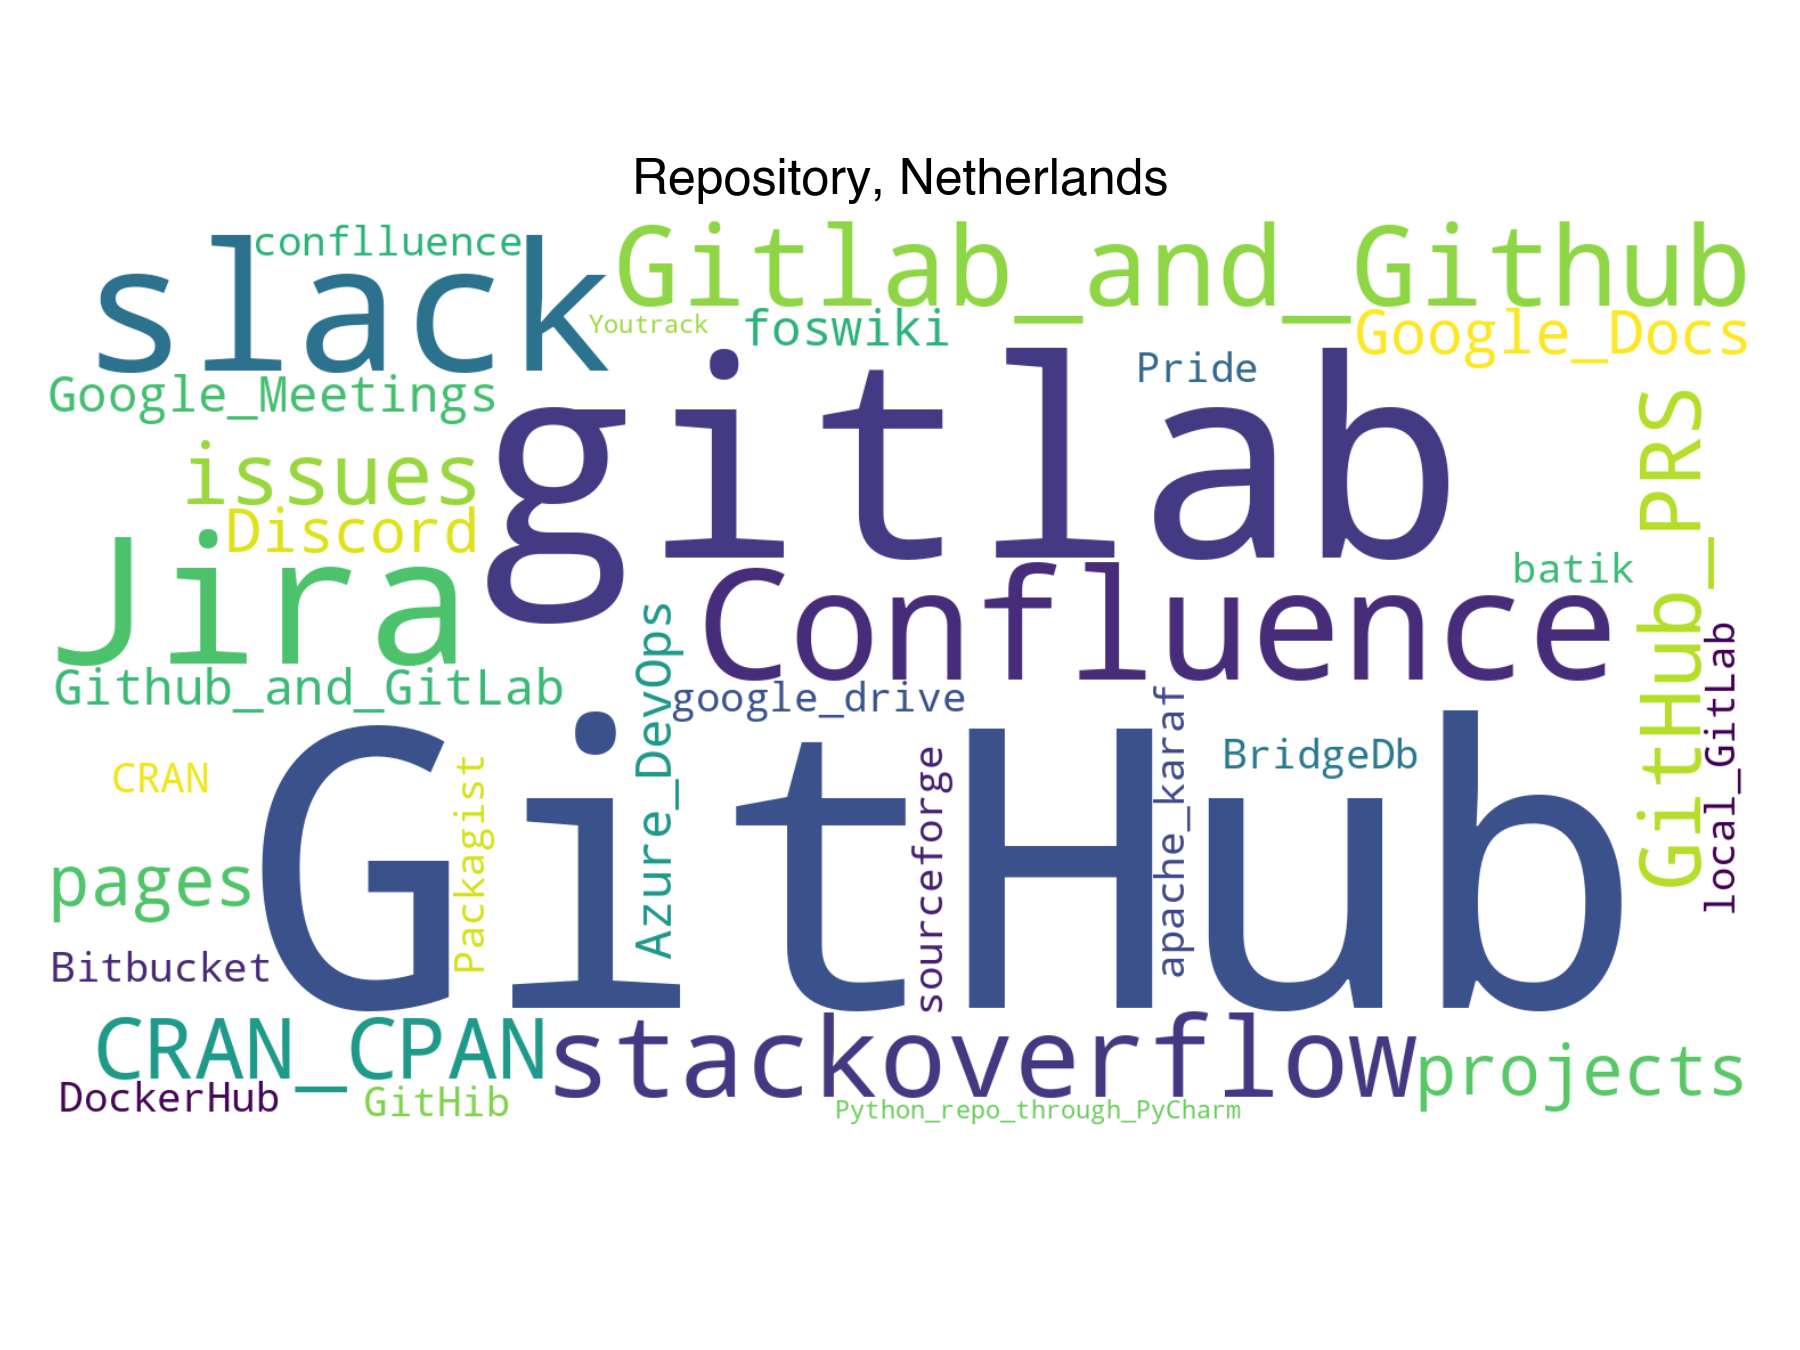 Repository, Netherlands
conflluence
slack
Gitlab_and_Github
Youtrack
foswiki
Google_Docs
Google_Meetings
gitlab
Pride
GitHub_PRS
issues
Discord
Jira
Confluence
batik
local_GitLab
Github_and_GitLab
Azure_DevOps
google_drive
apache_karaf
BridgeDb
sourceforge
CRAN
Packagist
GitHub
pages
Bitbucket
CRAN_CPAN
stackoverflow
projects
DockerHub
GitHib
Python_repo_through_PyCharm